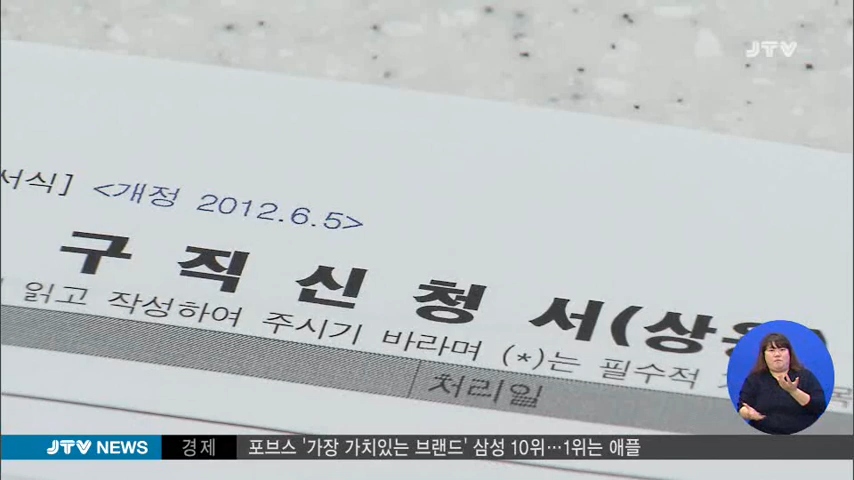 JTV
서식] <개정 2012.6.5>
구 직 신 청 서(상용)
읽고 작성하여 주시기 바라며 (*)는 필수적
처리일
JTV NEWS 경제 포브스 '가장 가치있는 브랜드' 삼성 10위…1위는 애플